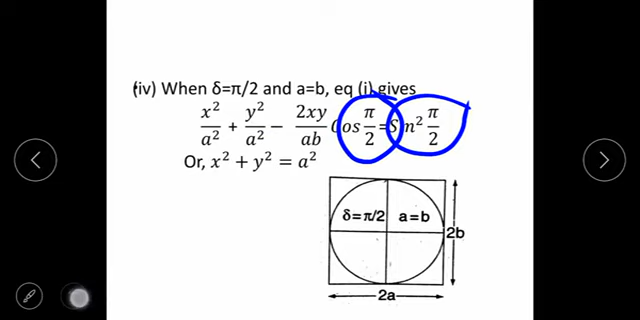 (iv) When δ=π/2 and a=b, eq (i) gives
x²/a² + y²/a² − 2xy/ab Cos π/2 = Sin² π/2
Or, x² + y² = a²
δ=π/2 a=b
2b
2a